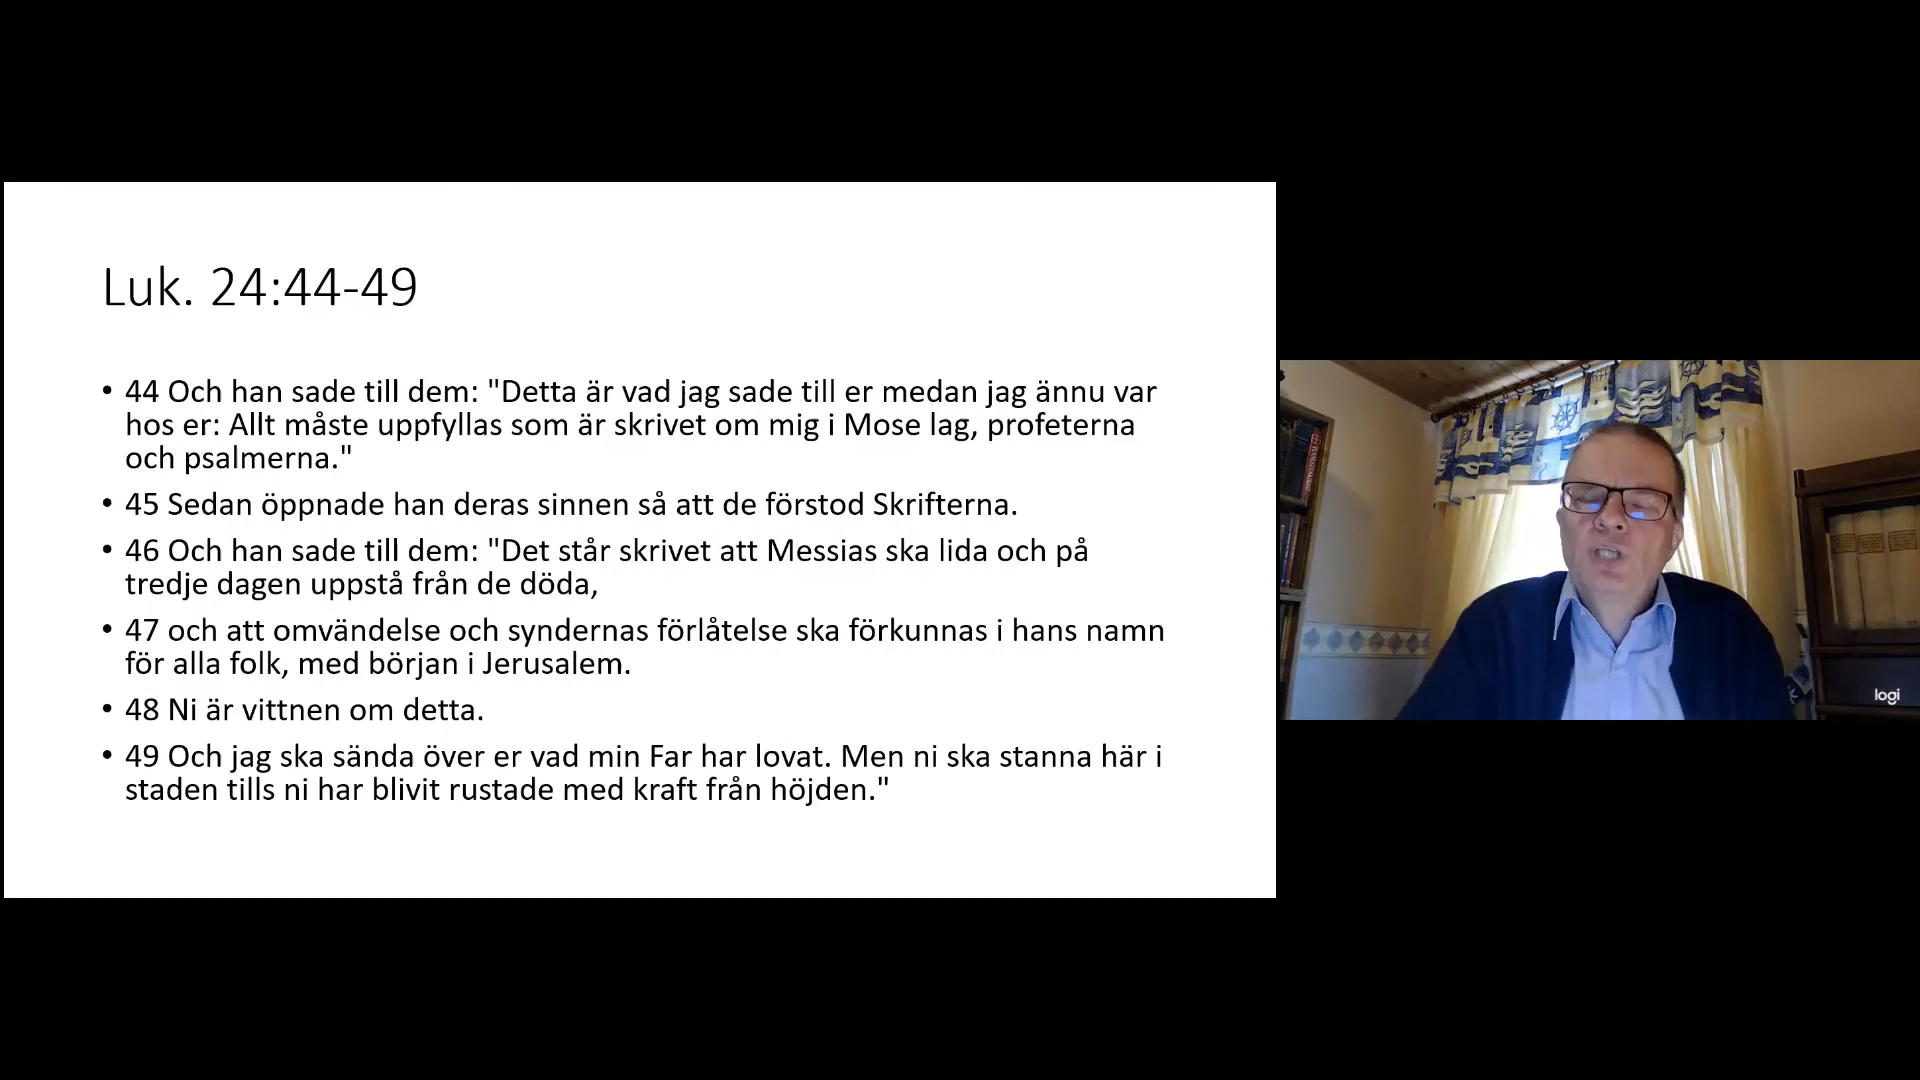 Luk. 24:44-49
• 44 Och han sade till dem: "Detta är vad jag sade till er medan jag ännu var
hos er: Allt måste uppfyllas som är skrivet om mig i Mose lag, profeterna
och psalmerna."
• 45 Sedan öppnade han deras sinnen så att de förstod Skrifterna.
• 46 Och han sade till dem: "Det står skrivet att Messias ska lida och på
tredje dagen uppstå från de döda,
• 47 och att omvändelse och syndernas förlåtelse ska förkunnas i hans namn
för alla folk, med början i Jerusalem.
• 48 Ni är vittnen om detta.
• 49 Och jag ska sända över er vad min Far har lovat. Men ni ska stanna här i
staden tills ni har blivit rustade med kraft från höjden."
logi